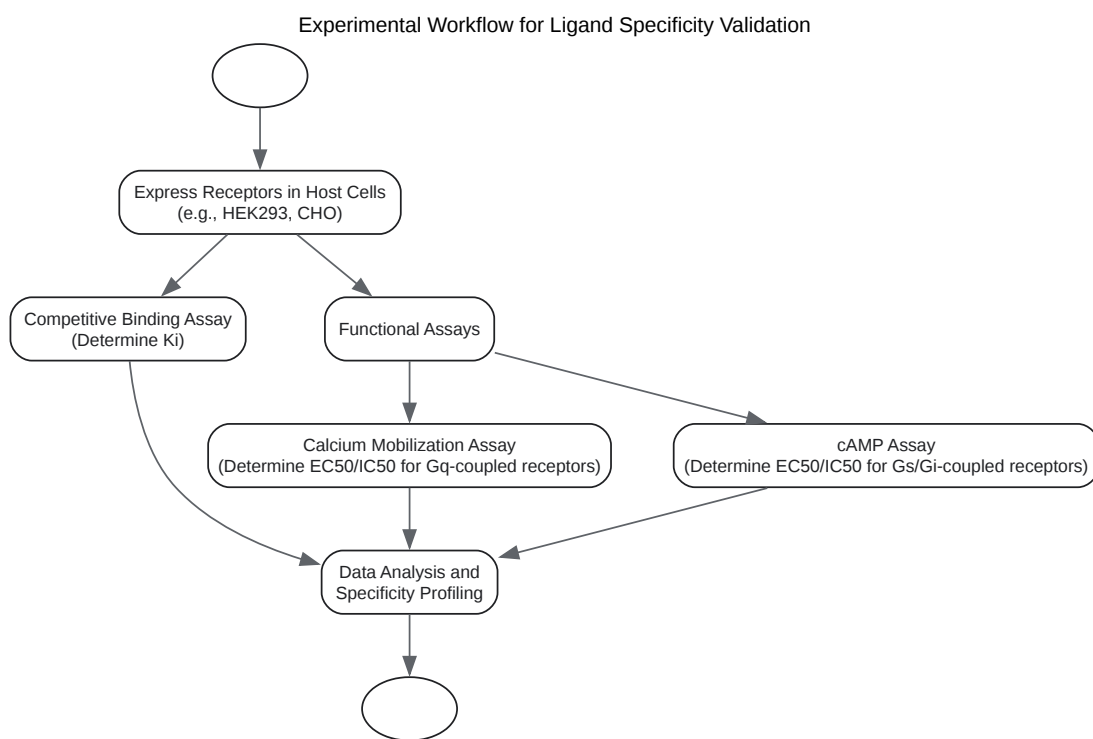 Experimental Workflow for Ligand Specificity Validation
Express Receptors in Host Cells
(e.g., HEK293, CHO)
Competitive Binding Assay
(Determine Ki)
Functional Assays
Calcium Mobilization Assay
(Determine EC50/IC50 for Gq-coupled receptors)
cAMP Assay
(Determine EC50/IC50 for Gs/Gi-coupled receptors)
Data Analysis and
Specificity Profiling